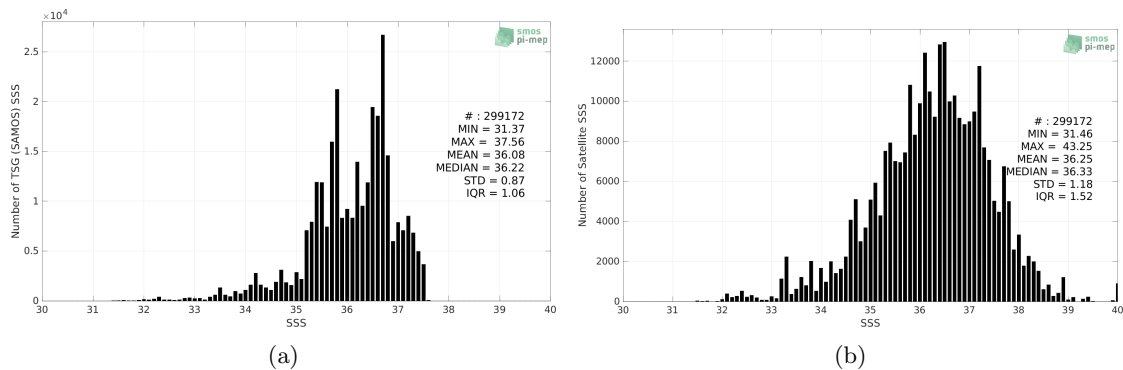 ×10⁴
2.5
2
1.5
1
0.5
0
Number of TSG (SAMOS) SSS
30 31 32 33 34 35 36 37 38 39 40
SSS
smos
pi-mep
# : 299172
MIN = 31.37
MAX = 37.56
MEAN = 36.08
MEDIAN = 36.22
STD = 0.87
IQR = 1.06
(a)
12000
10000
8000
6000
4000
2000
0
Number of Satellite SSS
30 31 32 33 34 35 36 37 38 39 40
SSS
smos
pi-mep
# : 299172
MIN = 31.46
MAX = 43.25
MEAN = 36.25
MEDIAN = 36.33
STD = 1.18
IQR = 1.52
(b)